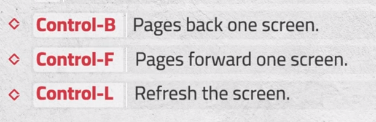 Control-B Pages back one screen.
Control-F Pages forward one screen.
Control-L Refresh the screen.